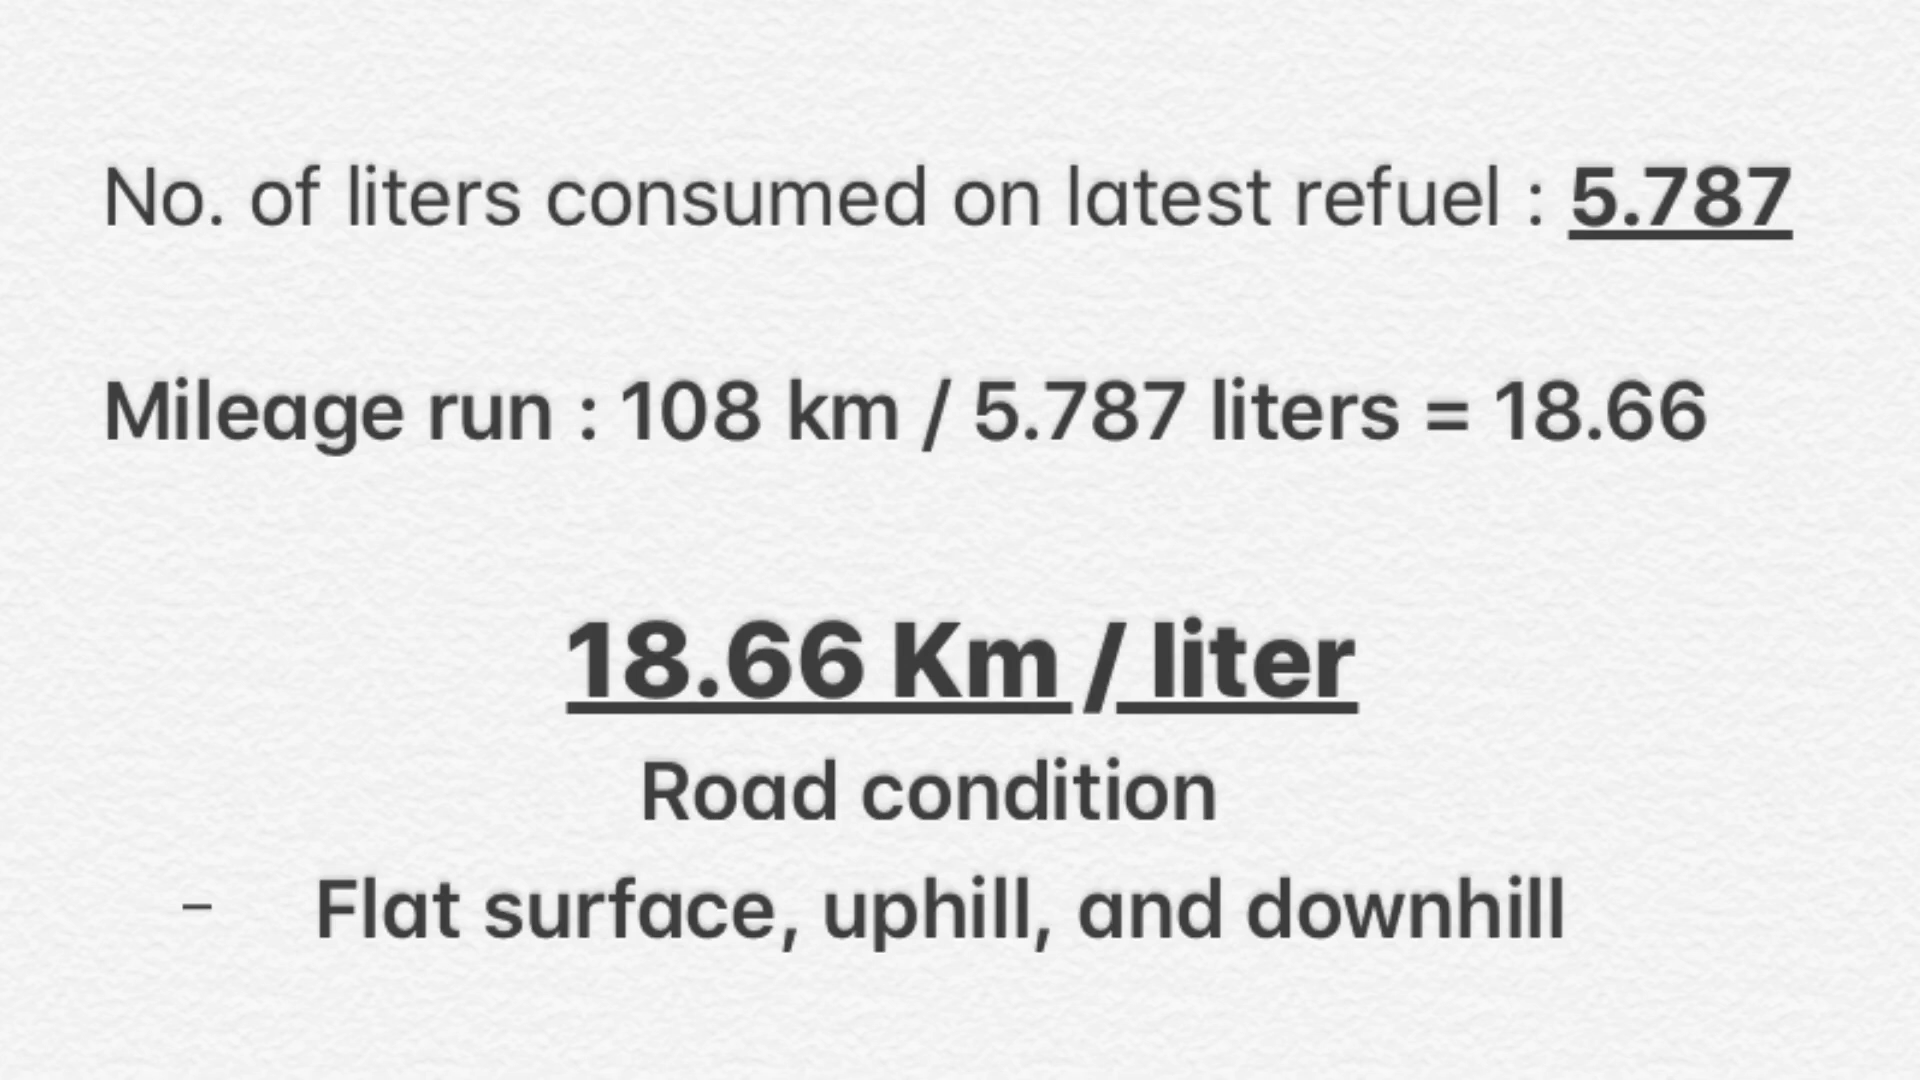 No. of liters consumed on latest refuel : 5.787
Mileage run : 108 km / 5.787 liters = 18.66
18.66 Km / liter
Road condition
- Flat surface, uphill, and downhill